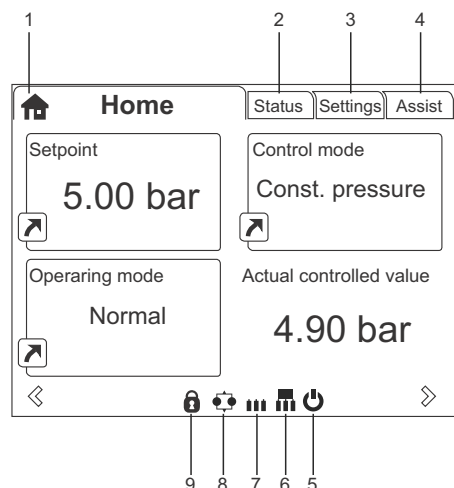 1 2 3 4
Home Status Settings Assist
Setpoint Control mode
5.00 bar Const. pressure
Operaring mode Actual controlled value
Normal 4.90 bar
9 8 7 6 5